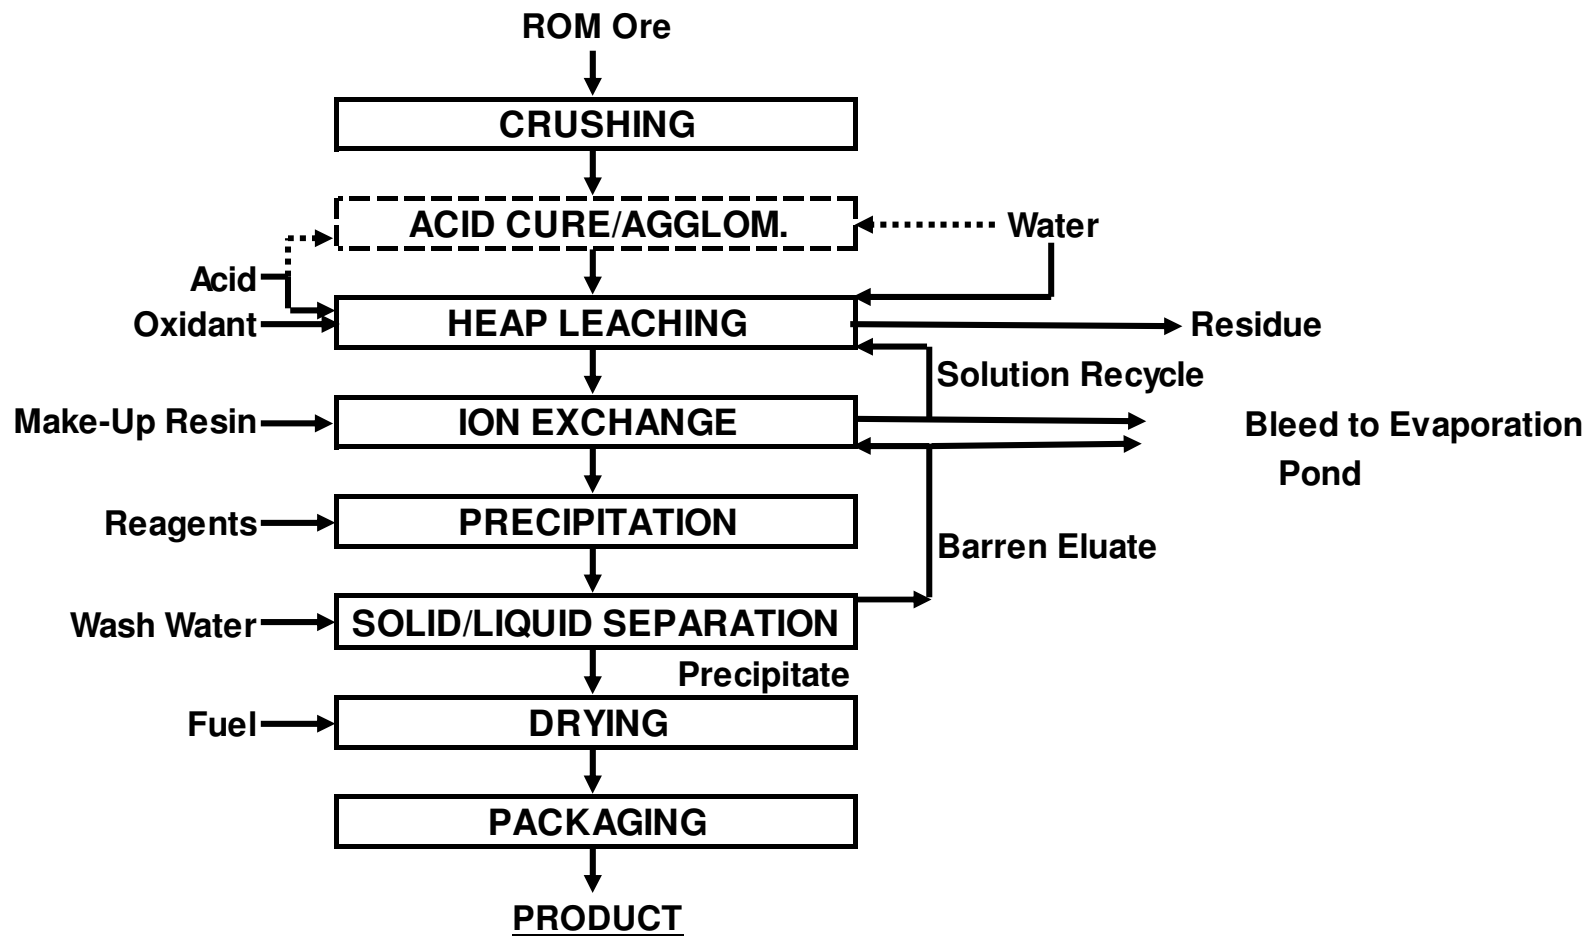 ROM Ore
CRUSHING
ACID CURE/AGGLOM.
Water
Acid
Oxidant
HEAP LEACHING
Residue
Solution Recycle
Make-Up Resin
ION EXCHANGE
Bleed to Evaporation
Pond
Reagents
PRECIPITATION
Barren Eluate
Wash Water
SOLID/LIQUID SEPARATION
Precipitate
Fuel
DRYING
PACKAGING
PRODUCT